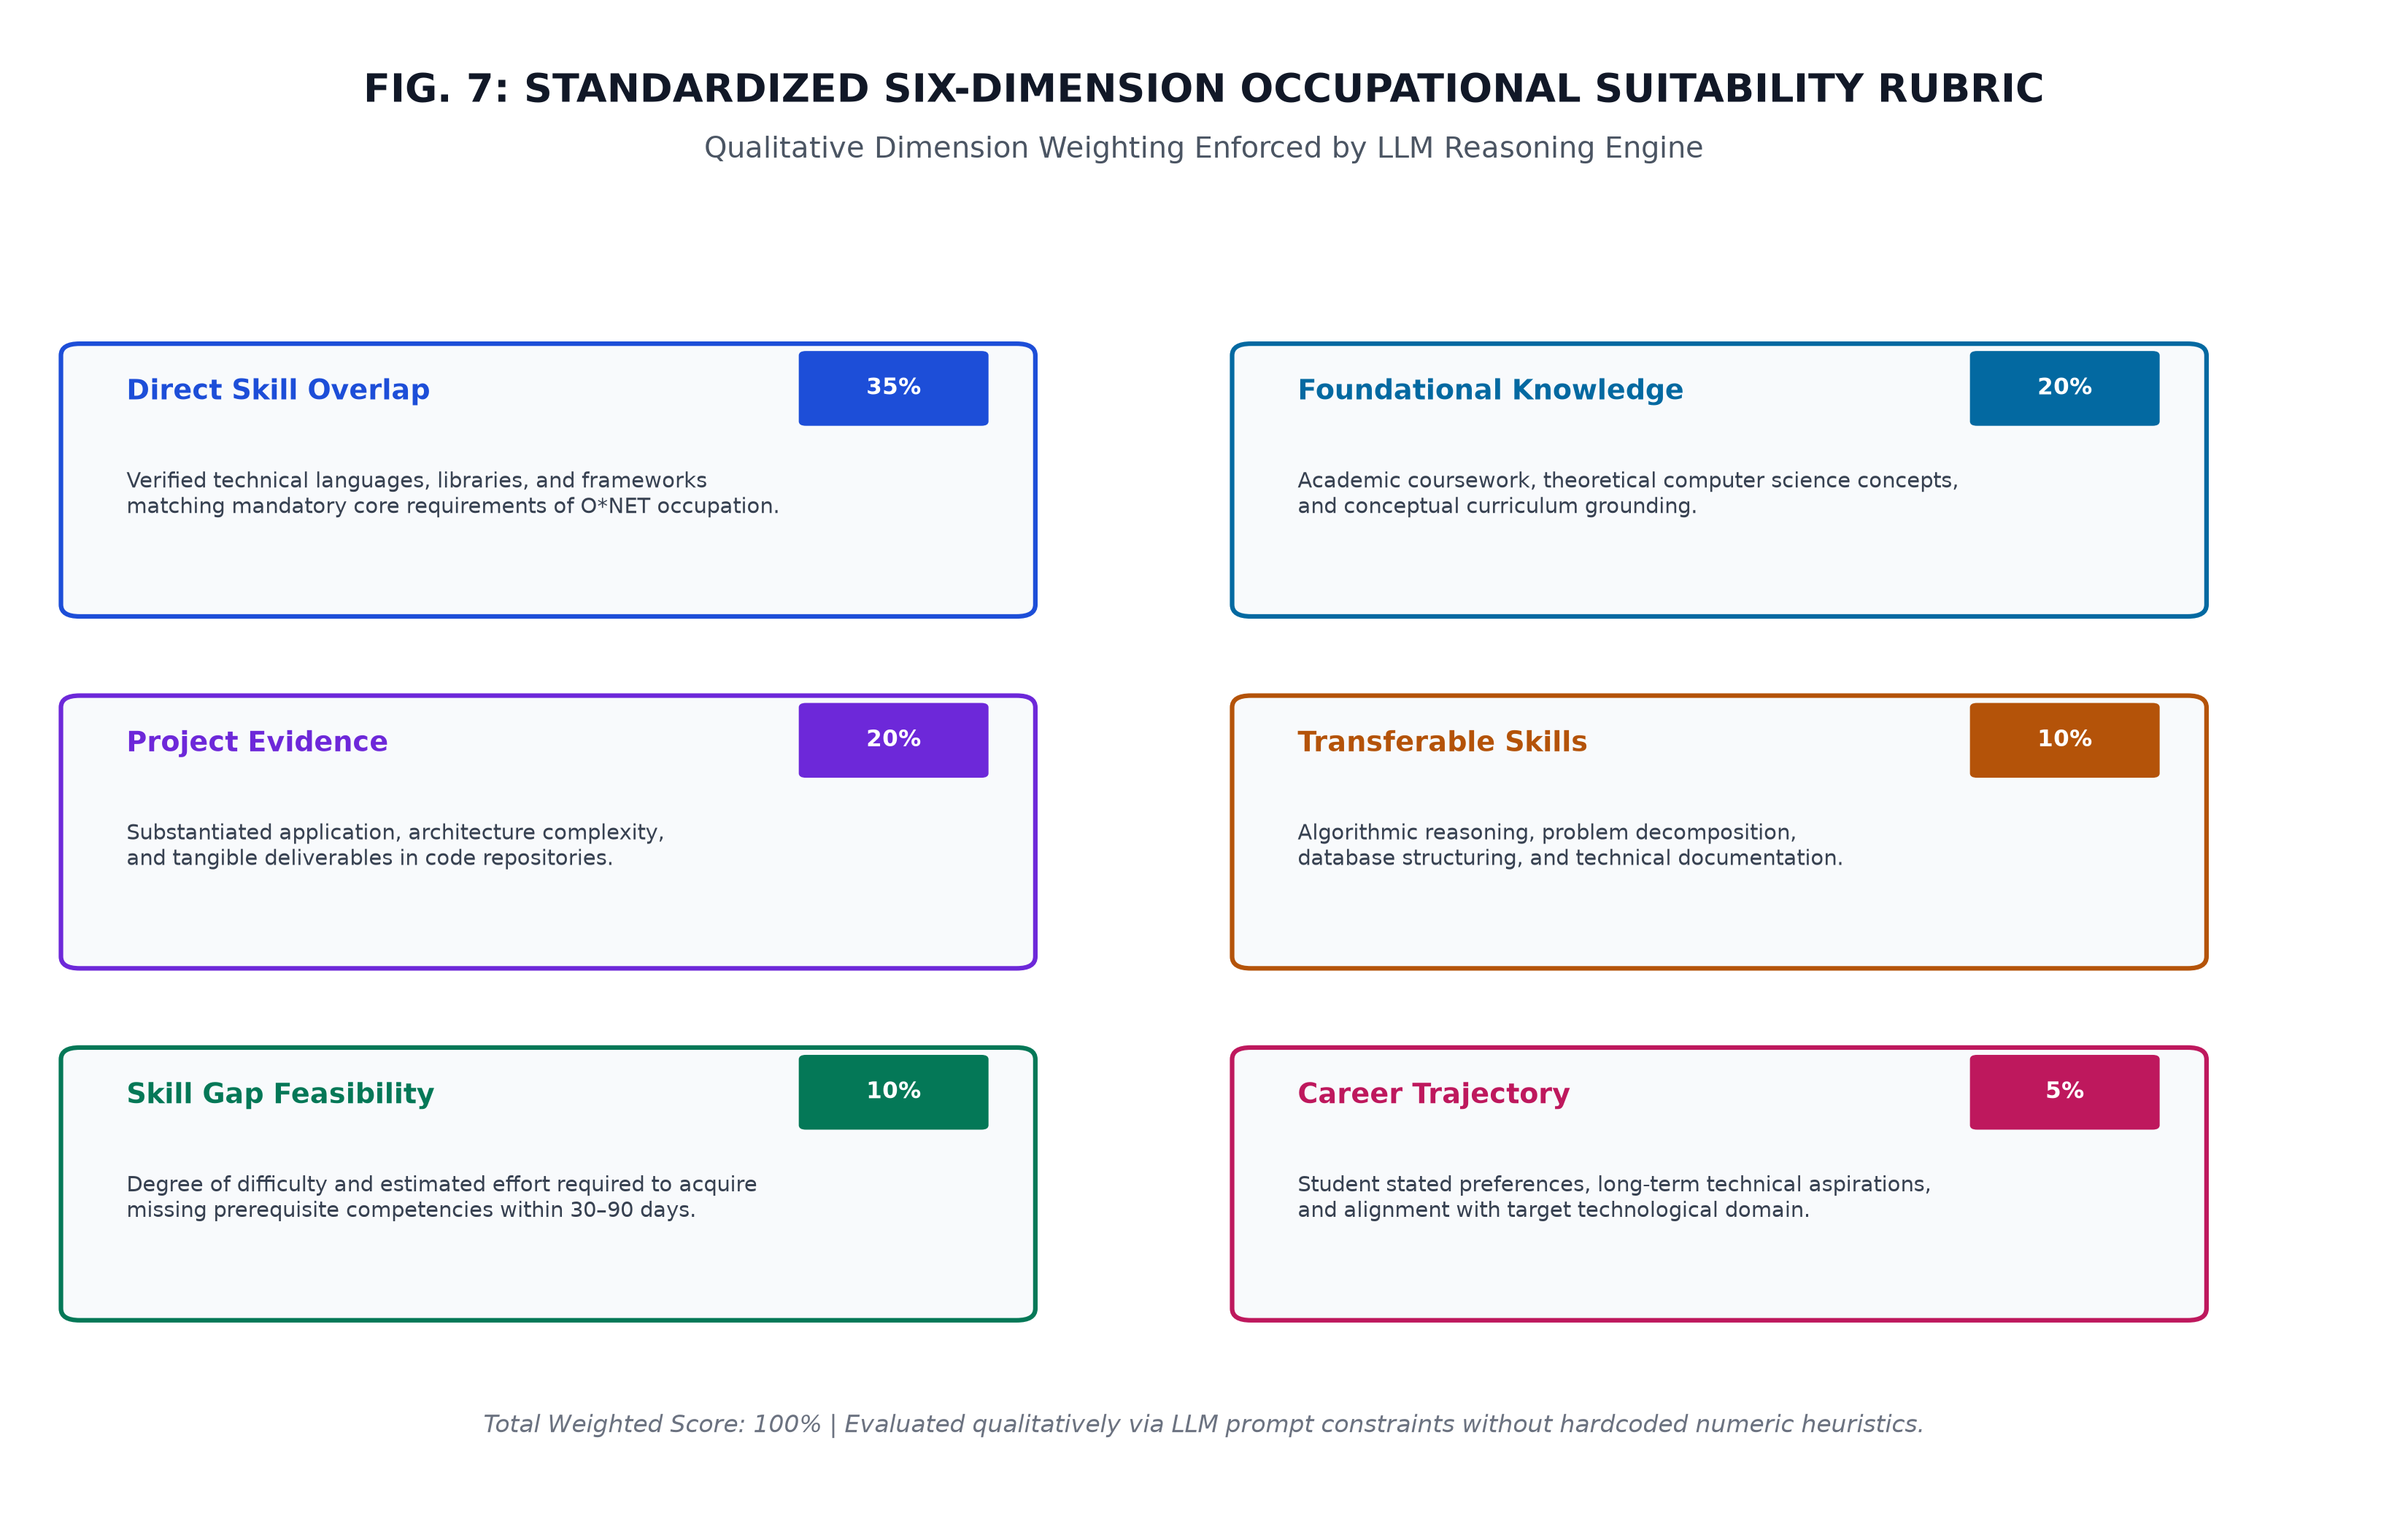 FIG. 7: STANDARDIZED SIX-DIMENSION OCCUPATIONAL SUITABILITY RUBRIC
Qualitative Dimension Weighting Enforced by LLM Reasoning Engine
Direct Skill Overlap
35%
Verified technical languages, libraries, and frameworks
matching mandatory core requirements of O*NET occupation.
Foundational Knowledge
20%
Academic coursework, theoretical computer science concepts,
and conceptual curriculum grounding.
Project Evidence
20%
Substantiated application, architecture complexity,
and tangible deliverables in code repositories.
Transferable Skills
10%
Algorithmic reasoning, problem decomposition,
database structuring, and technical documentation.
Skill Gap Feasibility
10%
Degree of difficulty and estimated effort required to acquire
missing prerequisite competencies within 30–90 days.
Career Trajectory
5%
Student stated preferences, long-term technical aspirations,
and alignment with target technological domain.
Total Weighted Score: 100% | Evaluated qualitatively via LLM prompt constraints without hardcoded numeric heuristics.